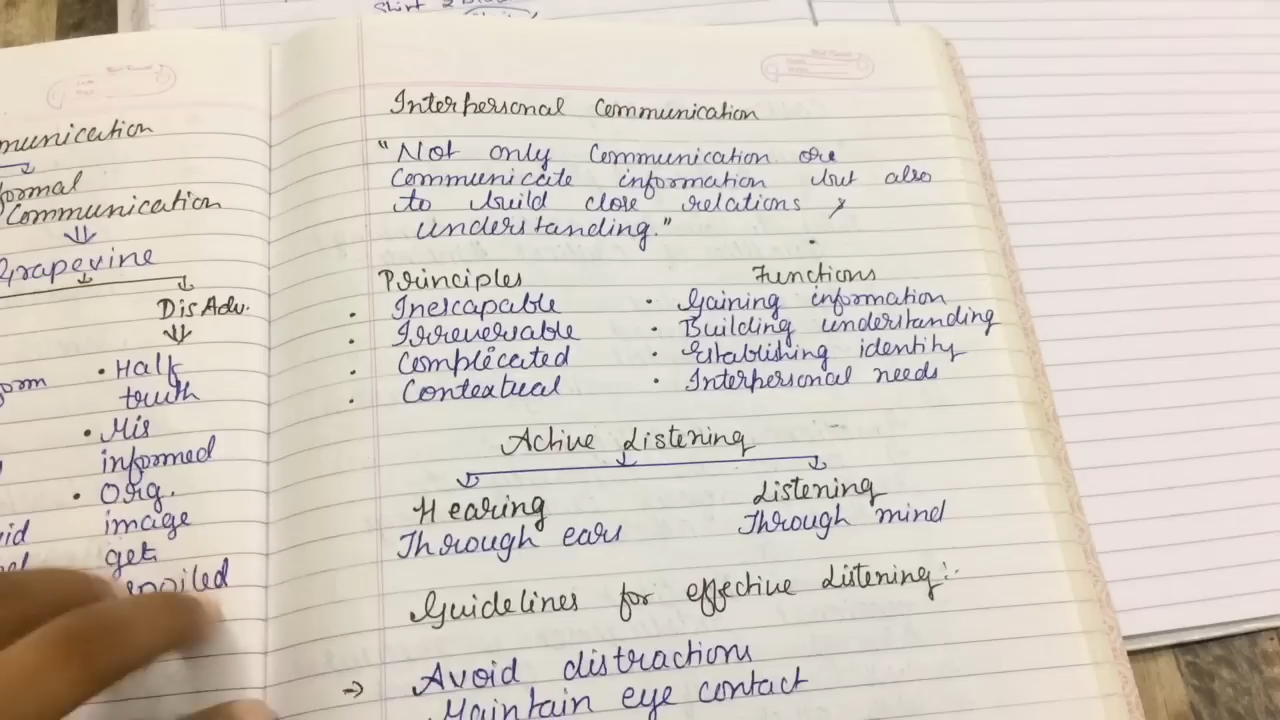 Shirt
munication
formal
Communication
Grapevine
DisAdv.
• Half
truth
• Mis
informed
• Org.
image
get
spoiled
orm
Interpersonal Communication
"Not only communication are
communicate information but also
to build close relations &
understanding."
Principles
• Inescapable
• Irreversable
• Complicated
• Contextual
Functions
• Gaining information
• Building understanding
• Establishing identity
• Interpersonal needs
Active Listening
Hearing
Through ears
Listening
Through mind
Guidelines for effective Listening:-
→ Avoid distractions
Maintain eye contact